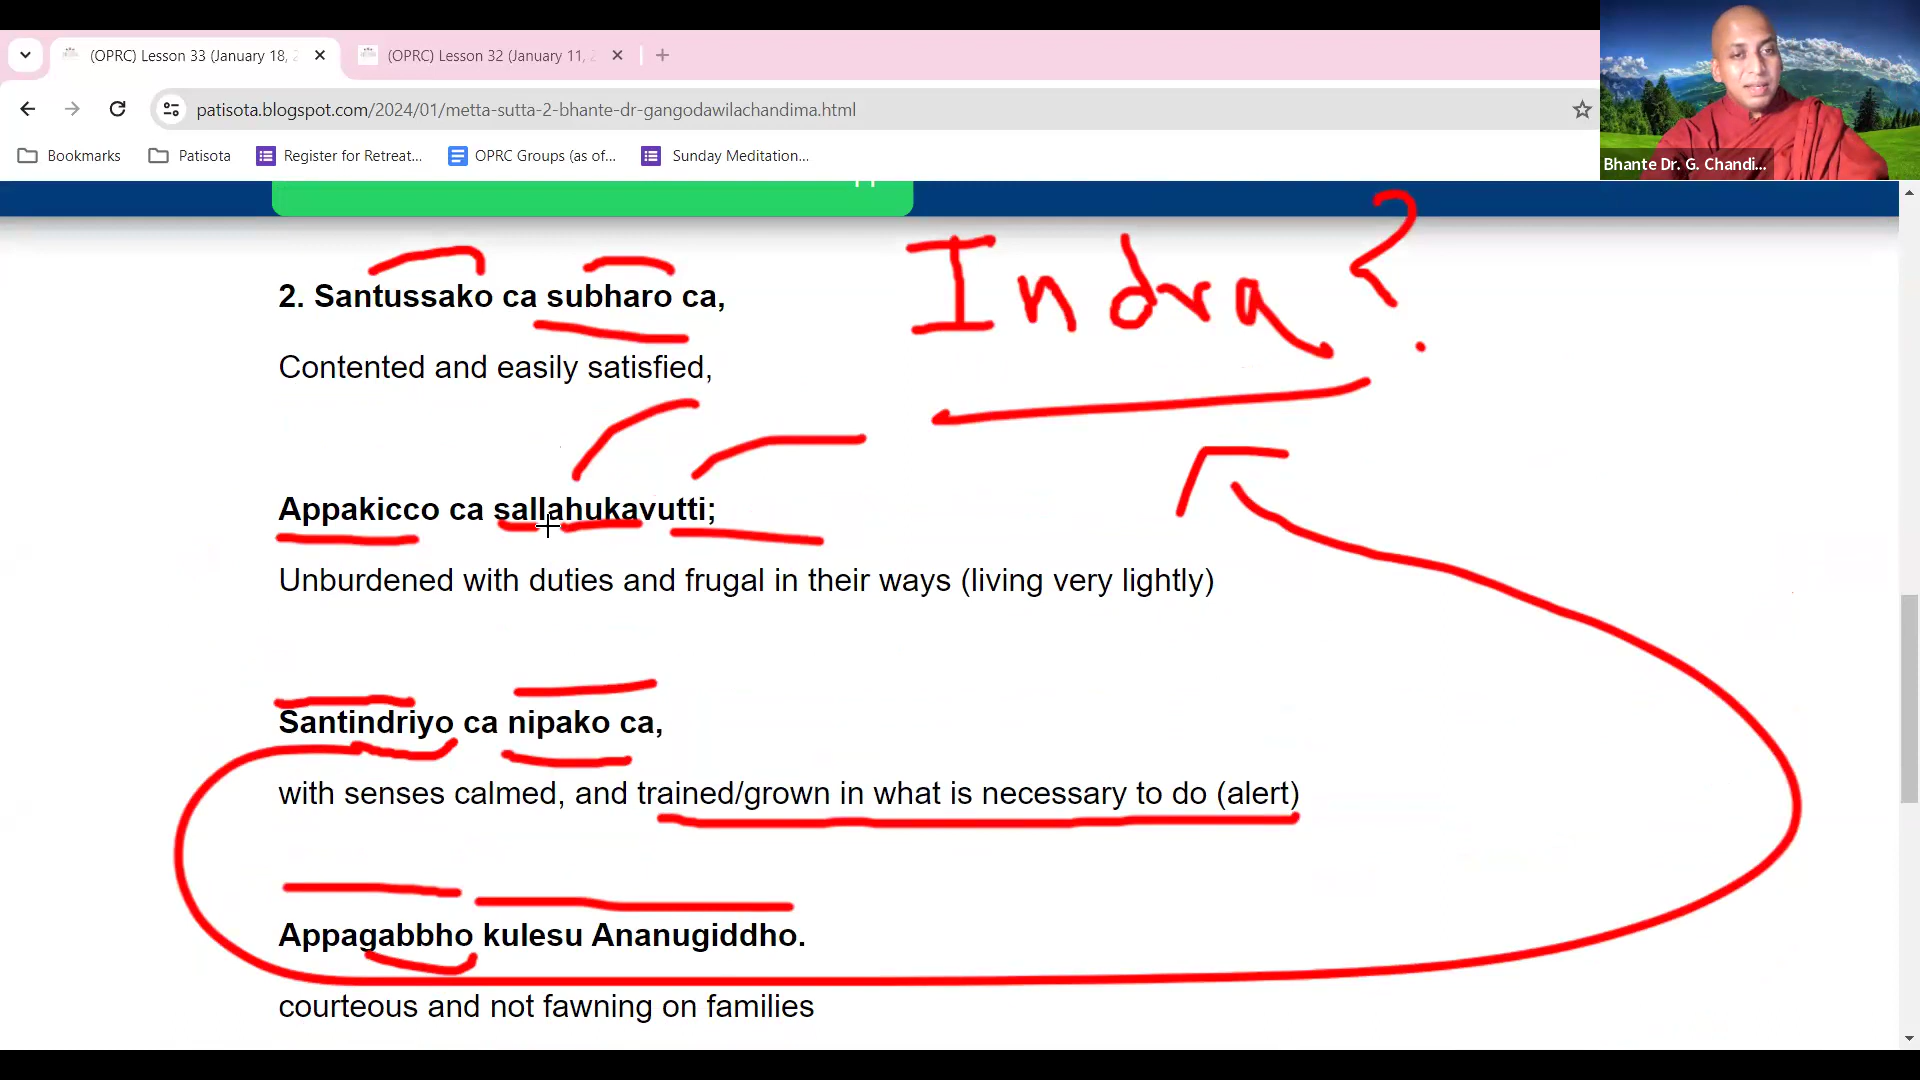 (OPRC) Lesson 33 (January 18, 2
(OPRC) Lesson 32 (January 11, 2
patisota.blogspot.com/2024/01/metta-sutta-2-bhante-dr-gangodawilachandima.html
Bookmarks
Patisota
Register for Retreat...
OPRC Groups (as of...
Sunday Meditation...
Bhante Dr. G. Chandi...
Indra?
2. Santussako ca subharo ca,
Contented and easily satisfied,
Appakicco ca sallahukavutti;
Unburdened with duties and frugal in their ways (living very lightly)
Santindriyo ca nipako ca,
with senses calmed, and trained/grown in what is necessary to do (alert)
Appagabbho kulesu Ananugiddho.
courteous and not fawning on families